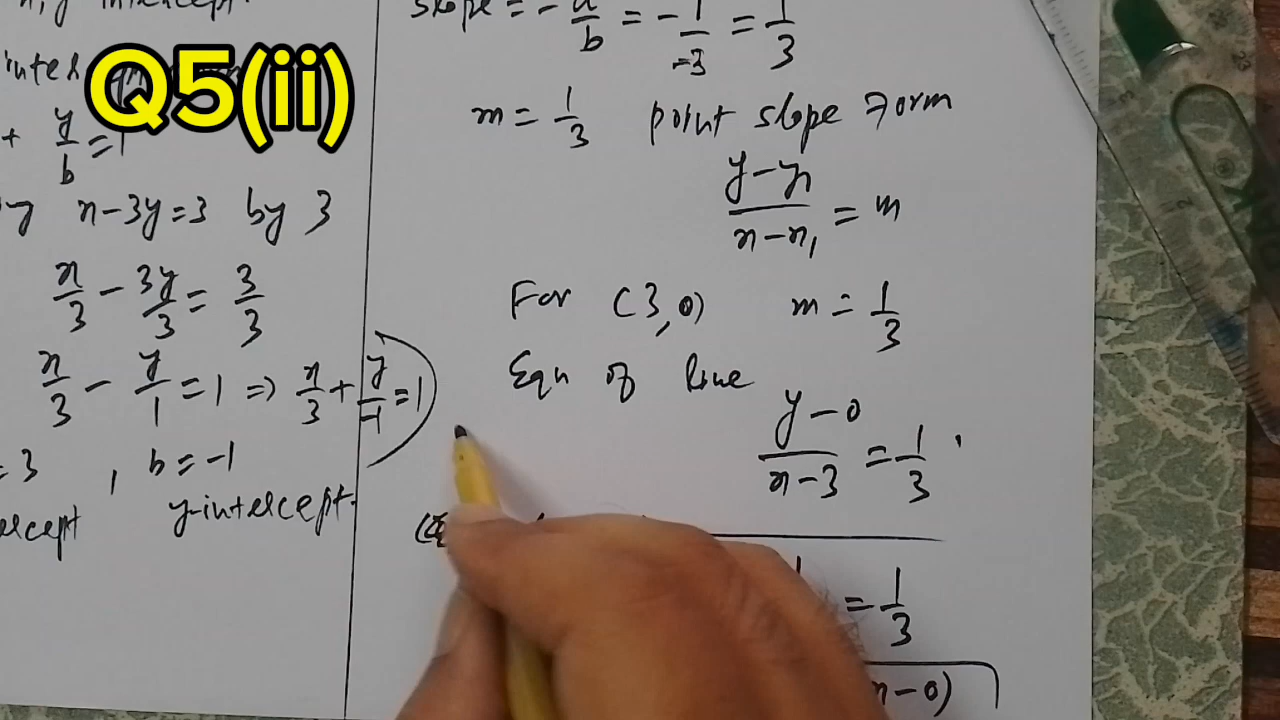 x, y intercept.
Q5(ii)
+ y/b = 1
x-3y=3 by 3
x/3 - 3y/3 = 3/3
x/3 - y/1 = 1 => x/3 + y/-1 = 1
= 3 , b = -1
y-intercept.
slope = - a/b = - 1/-3 = 1/3
m = 1/3 point slope Form
y-y1/x-x1 = m
For (3,0) m = 1/3
Eqn of line
y-0/x-3 = 1/3
= 1/3
x-0)